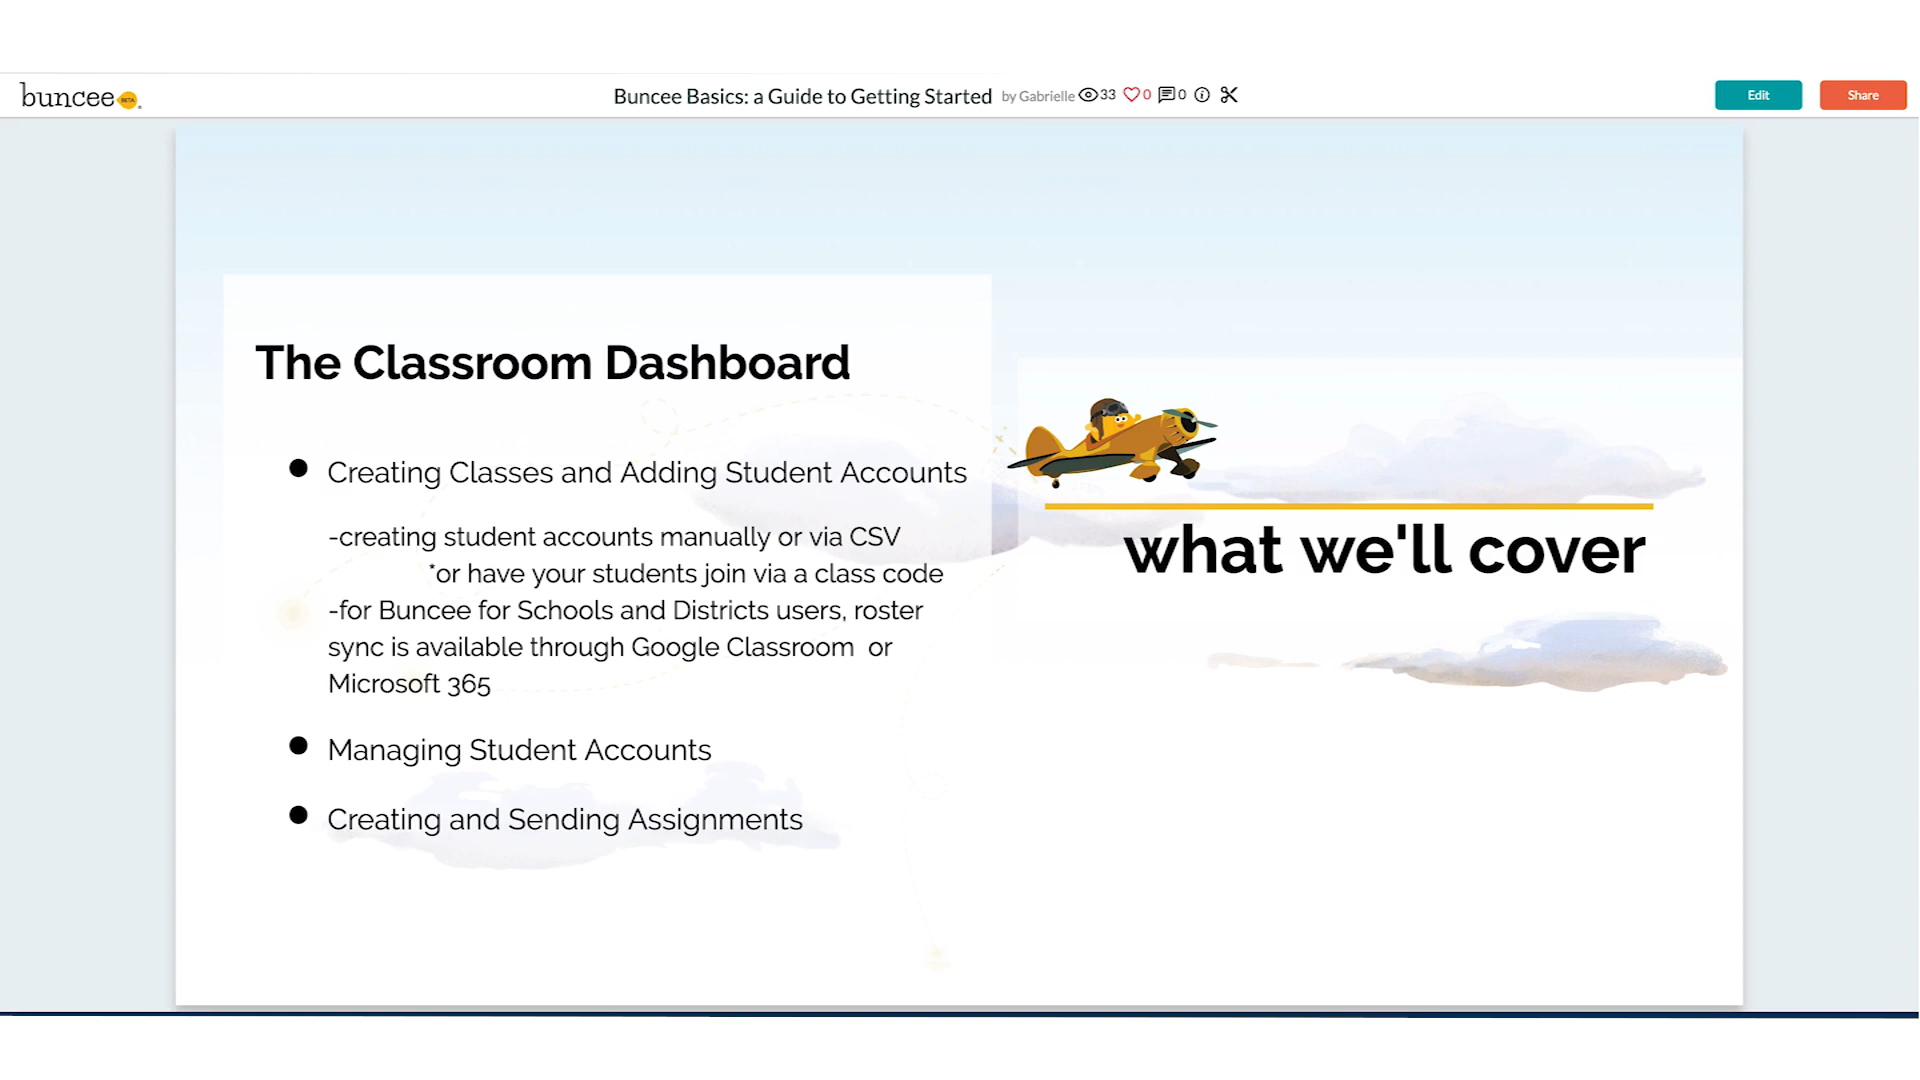 buncee BETA
Buncee Basics: a Guide to Getting Started by Gabrielle 33 0 0
Edit
Share
The Classroom Dashboard
● Creating Classes and Adding Student Accounts
-creating student accounts manually or via CSV
*or have your students join via a class code
-for Buncee for Schools and Districts users, roster
sync is available through Google Classroom or
Microsoft 365
● Managing Student Accounts
● Creating and Sending Assignments
what we'll cover